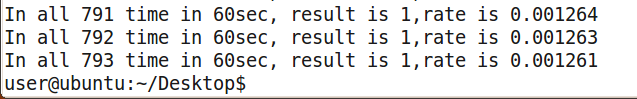 In all 791 time in 60sec, result is 1,rate is 0.001264
In all 792 time in 60sec, result is 1,rate is 0.001263
In all 793 time in 60sec, result is 1,rate is 0.001261
user@ubuntu:~/Desktop$